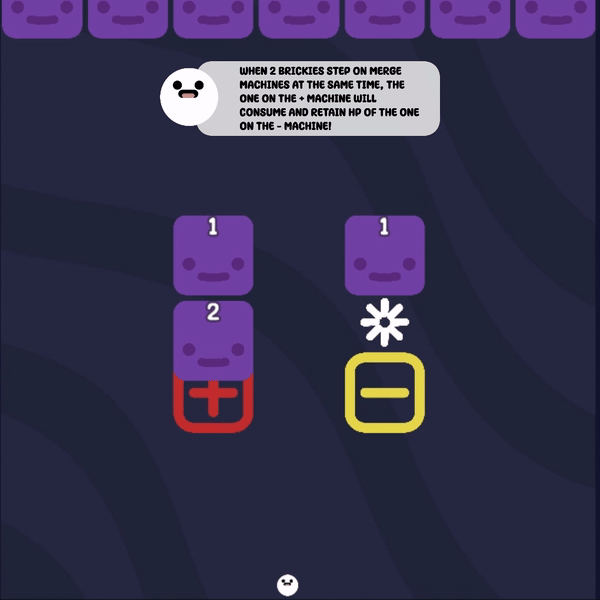 WHEN 2 BRICKIES STEP ON MERGE
MACHINES AT THE SAME TIME, THE
ONE ON THE + MACHINE WILL
CONSUME AND RETAIN HP OF THE ONE
ON THE - MACHINE!
1 1
2
+ -